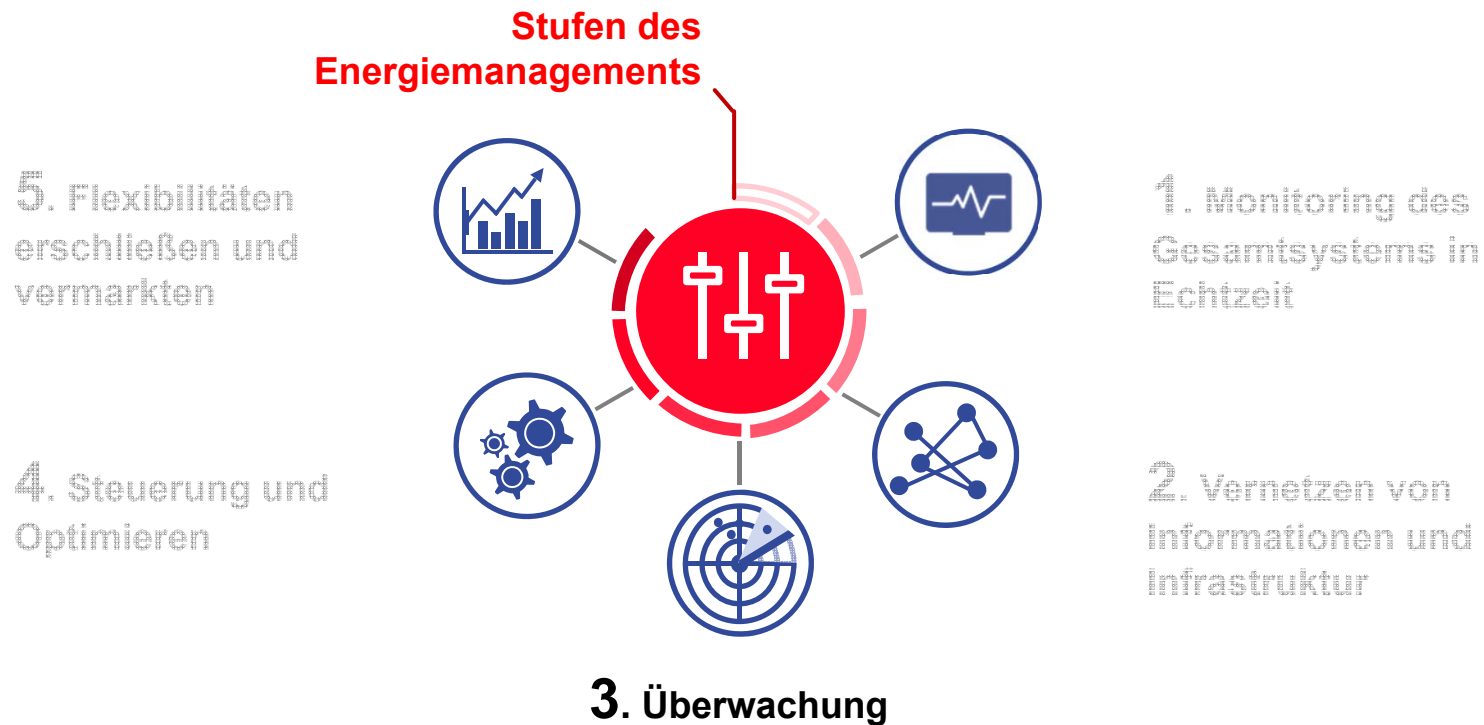 Stufen des
Energiemanagements
1. Monitoring des
Gesamtsystems in
Echtzeit
2. Vernetzen von
Informationen und
Infrastruktur
3. Überwachung
4. Steuerung und
Optimieren
5. Flexibilitäten
erschließen und
vermarkten